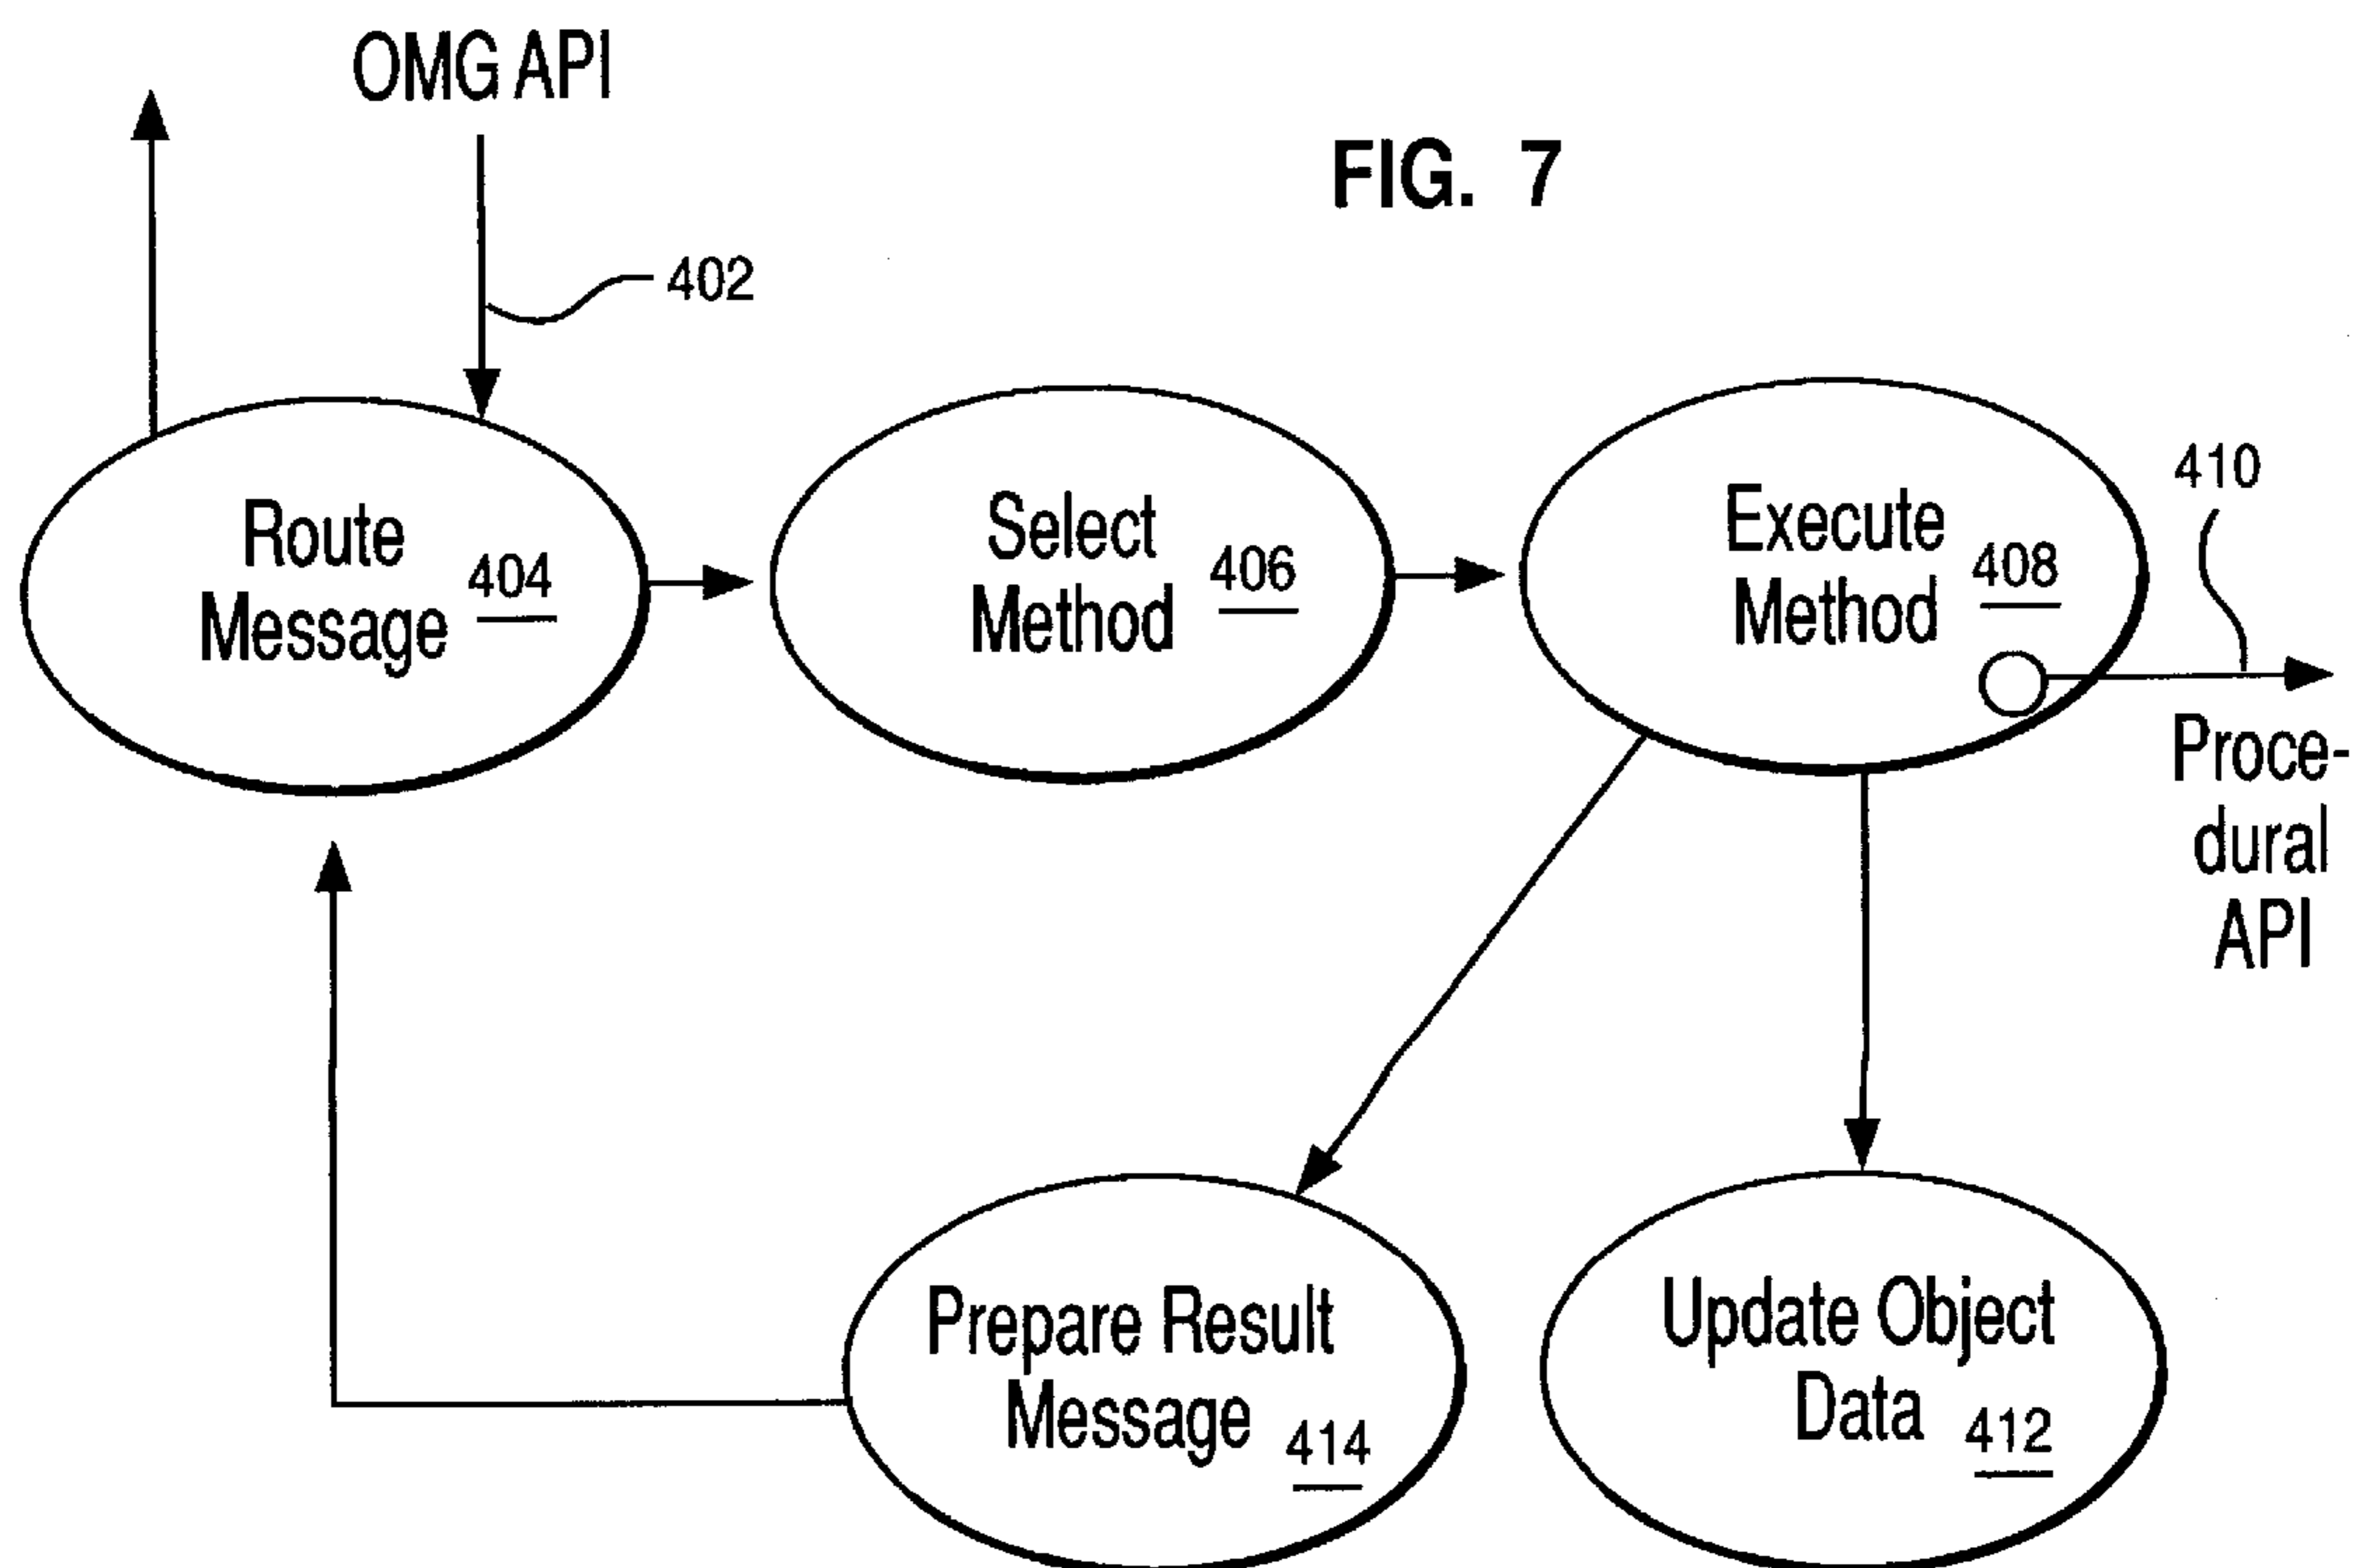 OMG API
FIG. 7
402
Route
Message 404
Select
Method 406
Execute
Method 408
410
Proce-
dural
API
Prepare Result
Message 414
Update Object
Data 412